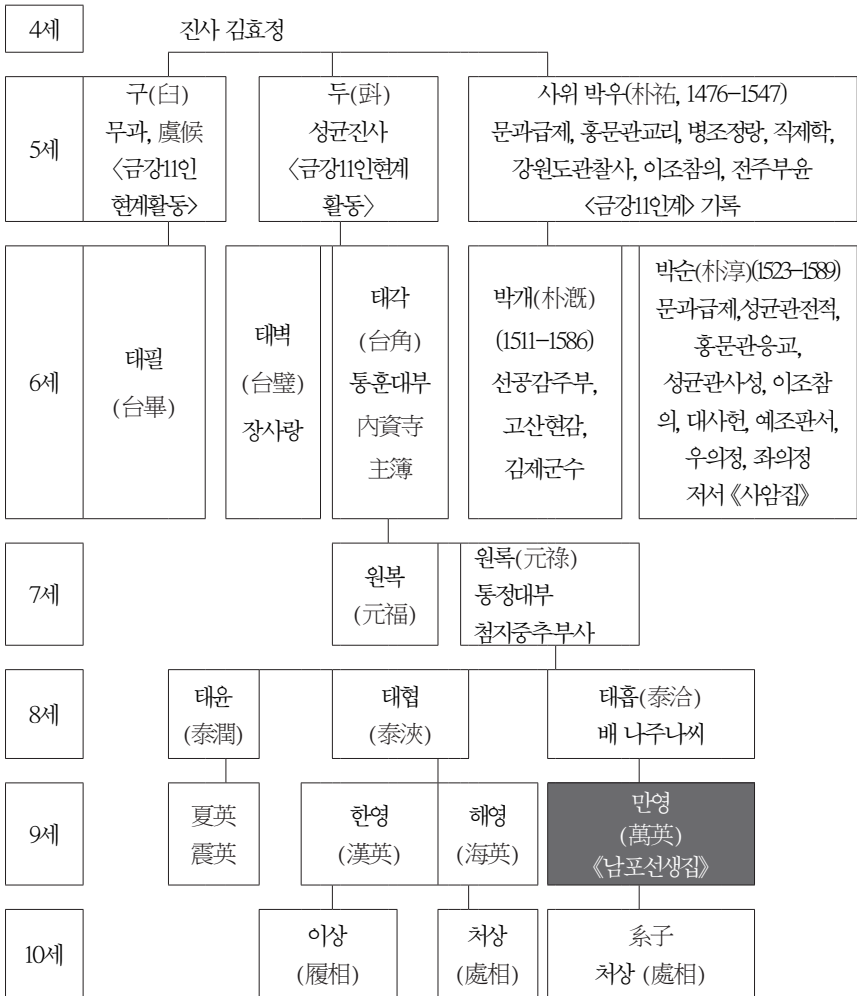 4세
진사 김효정
5세
구(臼)
무과, 虞候
〈금강11인
현계활동〉
두(㪷)
성균진사
〈금강11인현계
활동〉
사위 박우(朴祐, 1476-1547)
문과급제, 홍문관교리, 병조정랑, 직제학,
강원도관찰사, 이조참의, 전주부윤
〈금강11인계〉 기록
6세
태필
(台畢)
태벽
(台璧)
장사랑
태각
(台角)
통훈대부
內資寺
主簿
박개(朴漑)
(1511-1586)
선공감주부,
고산현감,
김제군수
박순(朴淳)(1523-1589)
문과급제,성균관전적,
홍문관응교,
성균관사성, 이조참
의, 대사헌, 예조판서,
우의정, 좌의정
저서 《사암집》
7세
원복
(元福)
원록(元祿)
통정대부
첨지중추부사
8세
태윤
(泰潤)
태협
(泰浹)
태흡(泰洽)
배 나주나씨
9세
夏英
震英
한영
(漢英)
해영
(海英)
만영
(萬英)
《남포선생집》
10세
이상
(履相)
처상
(處相)
系子
처상 (處相)